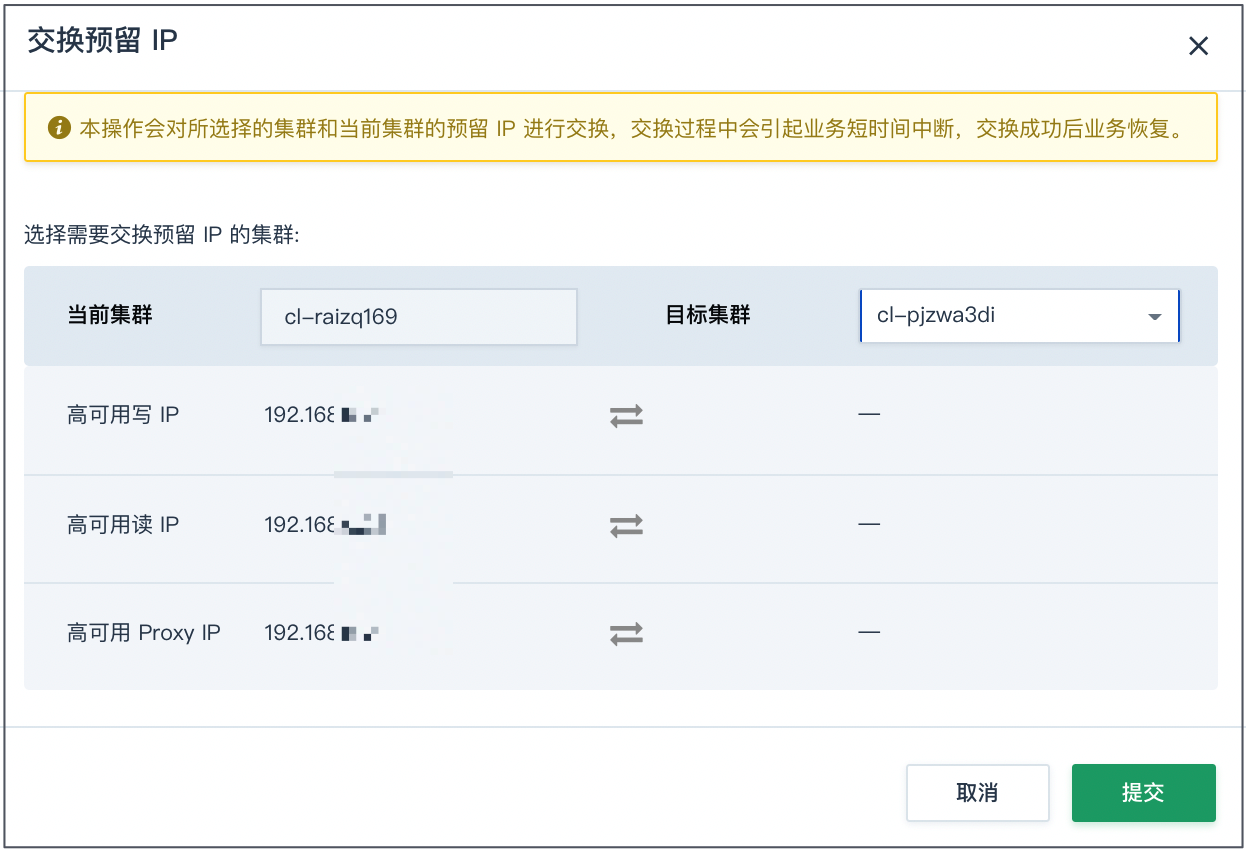 交换预留 IP
本操作会对所选择的集群和当前集群的预留 IP 进行交换，交换过程中会引起业务短时间中断，交换成功后业务恢复。
选择需要交换预留 IP 的集群:
当前集群 cl-raizq169 目标集群 cl-pjzwa3di
高可用写 IP 192.168 —
高可用读 IP 192.168 —
高可用 Proxy IP 192.168 —
取消 提交